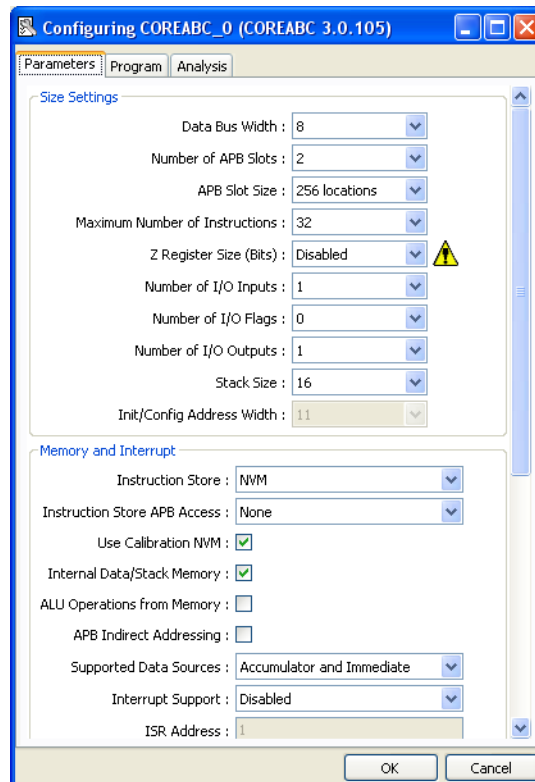 Configuring COREABC_0 (COREABC 3.0.105)
Parameters Program Analysis
Size Settings
Data Bus Width : 8
Number of APB Slots : 2
APB Slot Size : 256 locations
Maximum Number of Instructions : 32
Z Register Size (Bits) : Disabled
Number of I/O Inputs : 1
Number of I/O Flags : 0
Number of I/O Outputs : 1
Stack Size : 16
Init/Config Address Width : 11
Memory and Interrupt
Instruction Store : NVM
Instruction Store APB Access : None
Use Calibration NVM :
Internal Data/Stack Memory :
ALU Operations from Memory :
APB Indirect Addressing :
Supported Data Sources : Accumulator and Immediate
Interrupt Support : Disabled
ISR Address : 1
OK Cancel